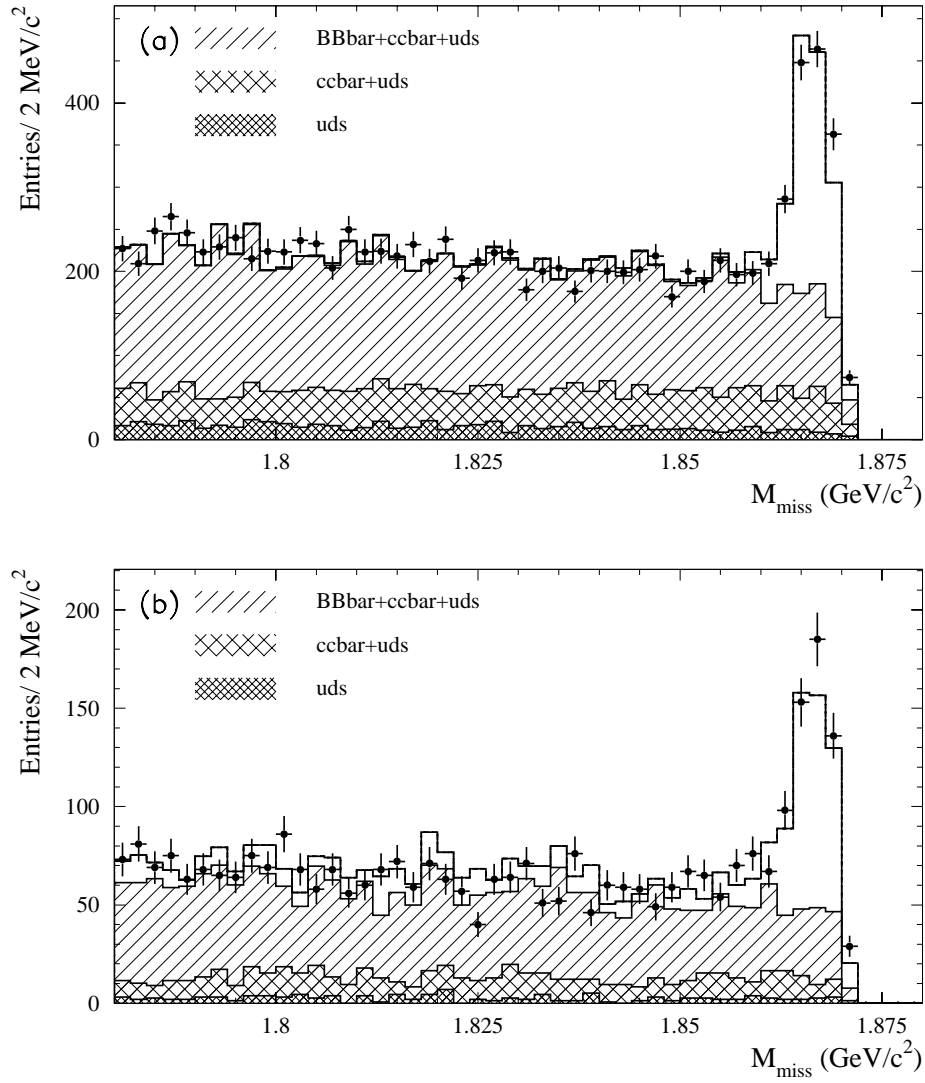 (a)
BBbar+ccbar+uds
ccbar+uds
uds
Entries/ 2 MeV/c²
400
200
0
1.8 1.825 1.85 1.875
M_miss (GeV/c²)
(b)
BBbar+ccbar+uds
ccbar+uds
uds
Entries/ 2 MeV/c²
200
150
100
50
0
1.8 1.825 1.85 1.875
M_miss (GeV/c²)